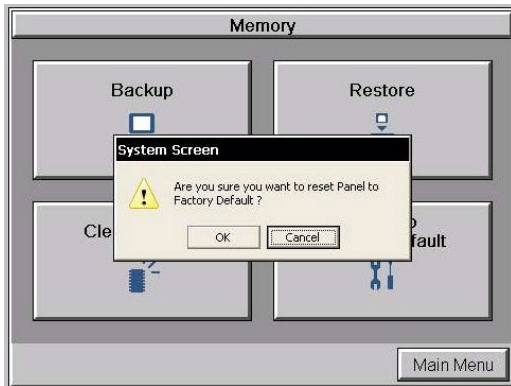 Memory
Backup
Restore
System Screen
Are you sure you want to reset Panel to
Factory Default ?
OK
Cancel
Main Menu